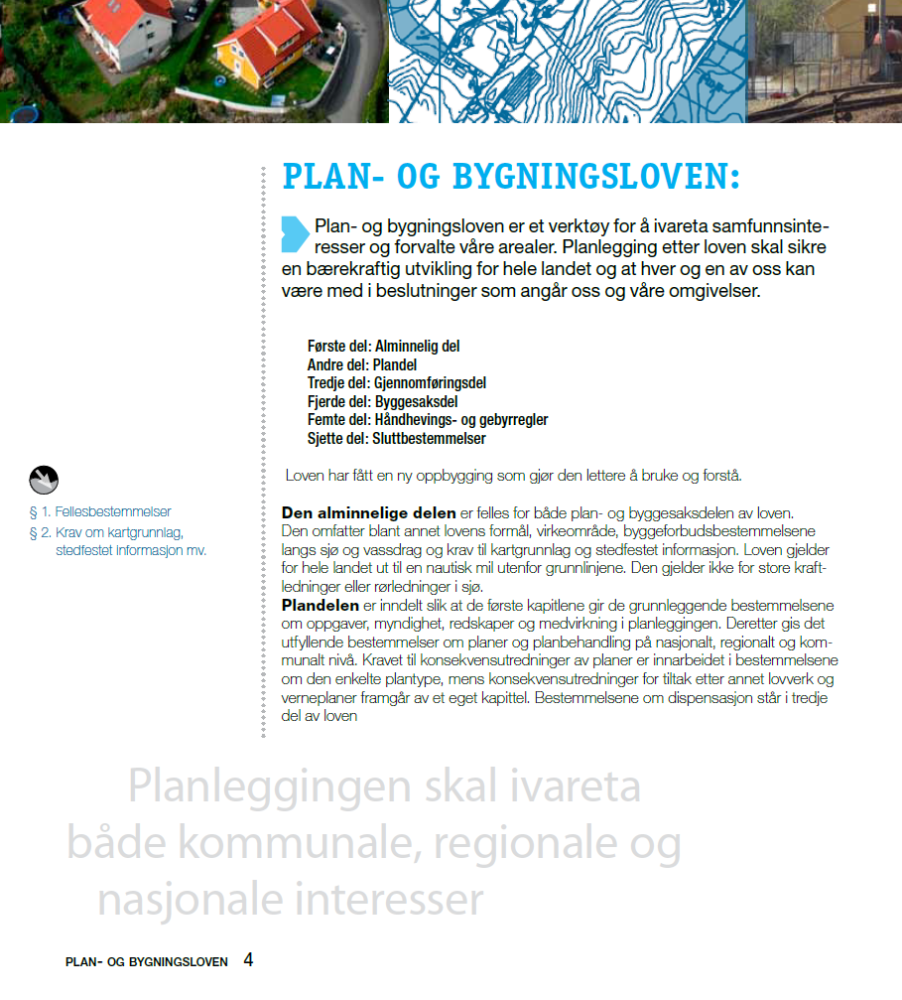 PLAN- OG BYGNINGSLOVEN:
Plan- og bygningsloven er et verktøy for å ivareta samfunnsinte-
resser og forvalte våre arealer. Planlegging etter loven skal sikre
en bærekraftig utvikling for hele landet og at hver og en av oss kan
være med i beslutninger som angår oss og våre omgivelser.
Første del: Alminnelig del
Andre del: Plandel
Tredje del: Gjennomføringsdel
Fjerde del: Byggesaksdel
Femte del: Håndhevings- og gebyrregler
Sjette del: Sluttbestemmelser
Loven har fått en ny oppbygging som gjør den lettere å bruke og forstå.
§ 1. Fellesbestemmelser
§ 2. Krav om kartgrunnlag,
stedfestet informasjon mv.
Den alminnelige delen er felles for både plan- og byggesaksdelen av loven.
Den omfatter blant annet lovens formål, virkeområde, byggeforbudsbestemmelsene
langs sjø og vassdrag og krav til kartgrunnlag og stedfestet informasjon. Loven gjelder
for hele landet ut til en nautisk mil utenfor grunnlinjene. Den gjelder ikke for store kraft-
ledninger eller rørledninger i sjø.
Plandelen er inndelt slik at de første kapitlene gir de grunnleggende bestemmelsene
om oppgaver, myndighet, redskaper og medvirkning i planleggingen. Deretter gis det
utfyllende bestemmelser om planer og planbehandling på nasjonalt, regionalt og kom-
munalt nivå. Kravet til konsekvensutredninger av planer er innarbeidet i bestemmelsene
om den enkelte plantype, mens konsekvensutredninger for tiltak etter annet lovverk og
verneplaner framgår av et eget kapittel. Bestemmelsene om dispensasjon står i tredje
del av loven
Planleggingen skal ivareta
både kommunale, regionale og
nasjonale interesser
PLAN- OG BYGNINGSLOVEN 4